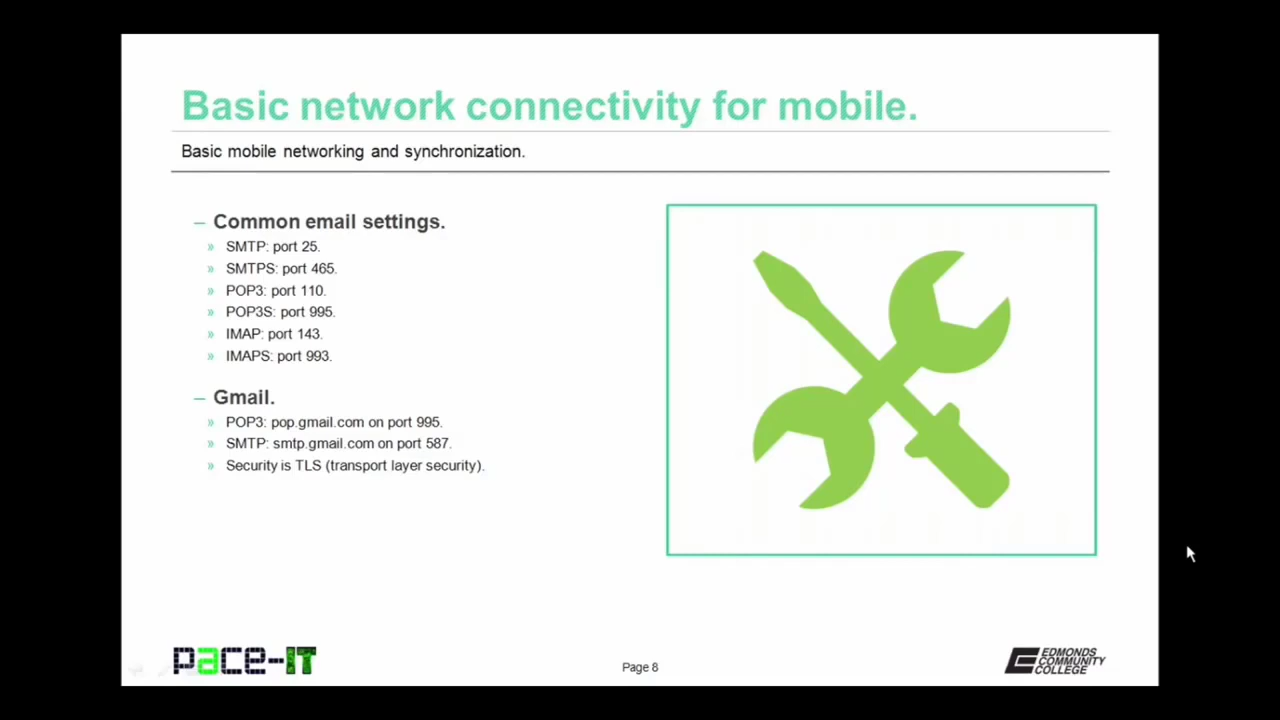 Basic network connectivity for mobile.
Basic mobile networking and synchronization.
– Common email settings.
» SMTP: port 25.
» SMTPS: port 465.
» POP3: port 110.
» POP3S: port 995.
» IMAP: port 143.
» IMAPS: port 993.
– Gmail.
» POP3: pop.gmail.com on port 995.
» SMTP: smtp.gmail.com on port 587.
» Security is TLS (transport layer security).
pace-IT
Page 8
EDMONDS
COMMUNITY
COLLEGE